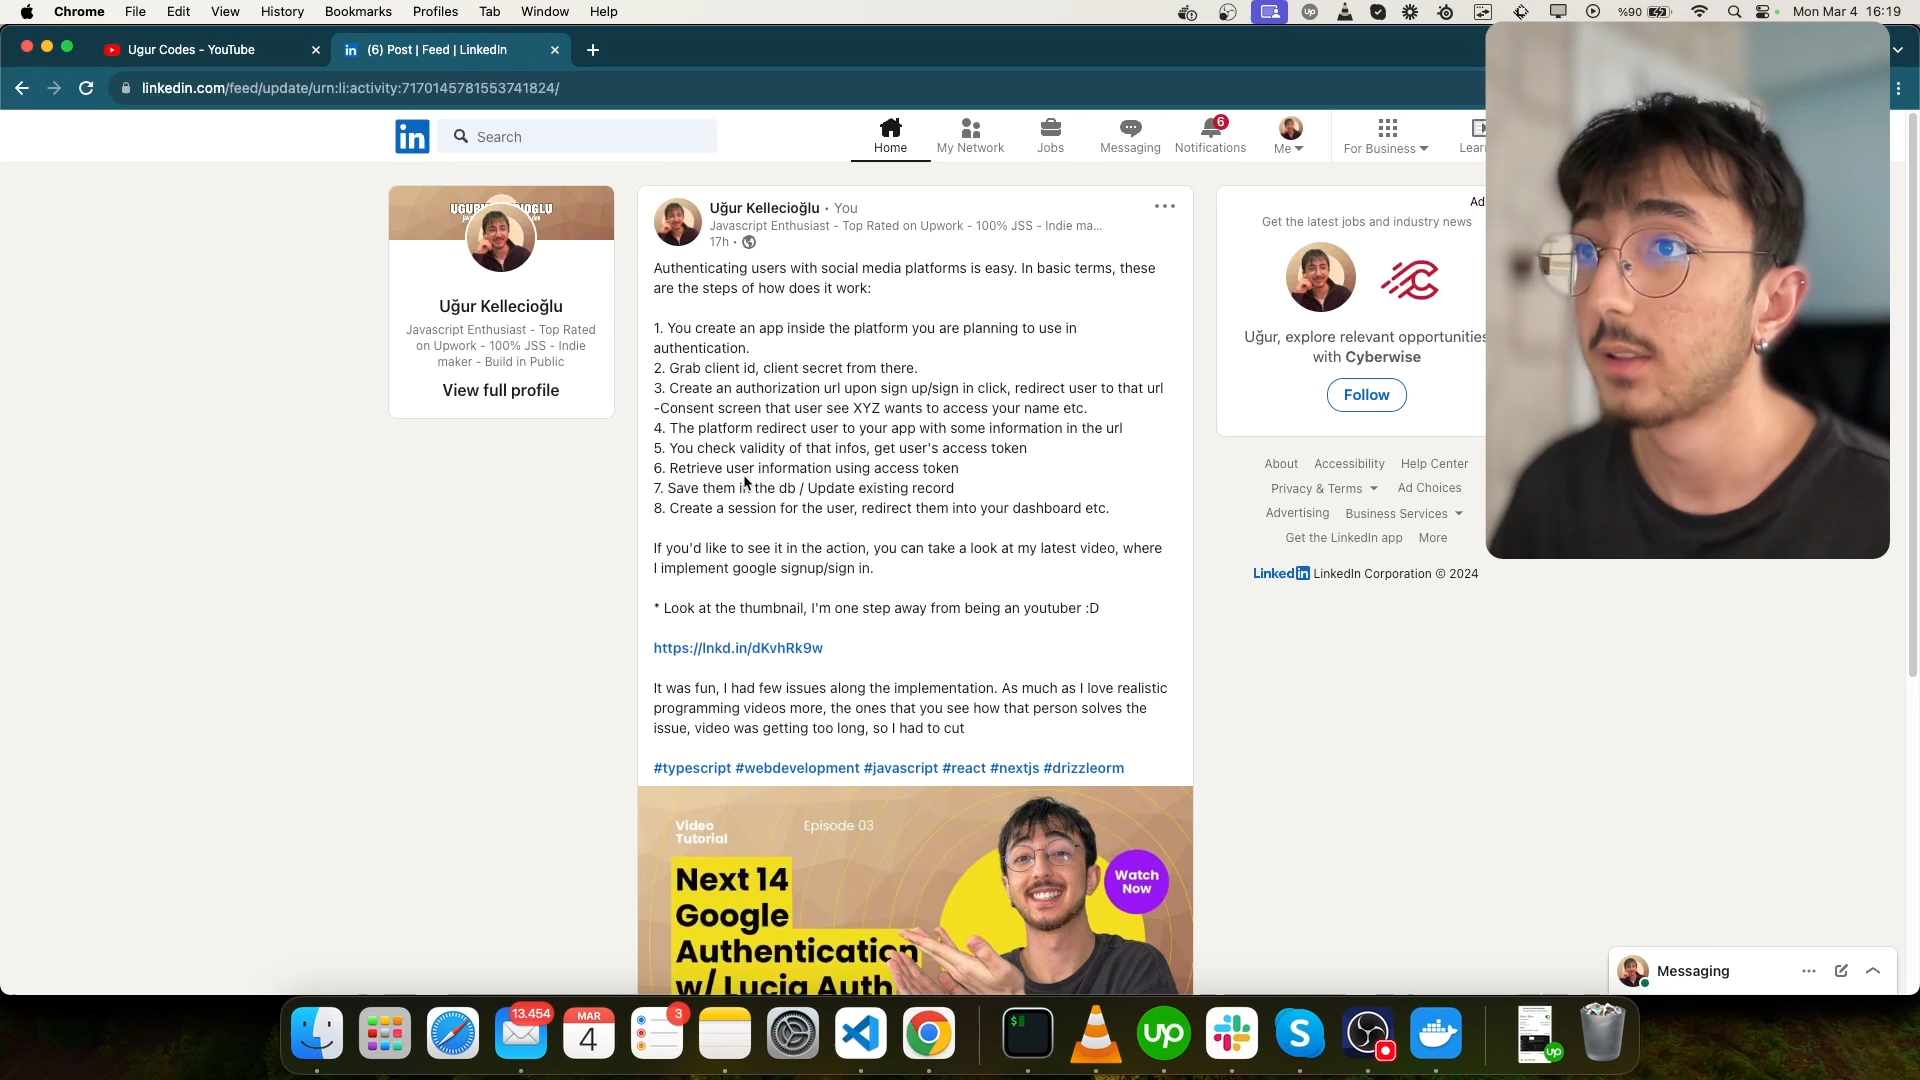 Chrome File Edit View History Bookmarks Profiles Tab Window Help
%90 Mon Mar 4 16:19
Ugur Codes - YouTube
(6) Post | Feed | LinkedIn
linkedin.com/feed/update/urn:li:activity:7170145781553741824/
in Search
Home
My Network
Jobs
Messaging
6
Notifications
Me
For Business
Uğur Kellecioğlu
Javascript Enthusiast - Top Rated
on Upwork - 100% JSS - Indie
maker - Build in Public
View full profile
Uğur Kellecioğlu • You
Javascript Enthusiast - Top Rated on Upwork - 100% JSS - Indie ma...
17h •
Authenticating users with social media platforms is easy. In basic terms, these
are the steps of how does it work:
1. You create an app inside the platform you are planning to use in
authentication.
2. Grab client id, client secret from there.
3. Create an authorization url upon sign up/sign in click, redirect user to that url
-Consent screen that user see XYZ wants to access your name etc.
4. The platform redirect user to your app with some information in the url
5. You check validity of that infos, get user's access token
6. Retrieve user information using access token
7. Save them in the db / Update existing record
8. Create a session for the user, redirect them into your dashboard etc.
If you'd like to see it in the action, you can take a look at my latest video, where
I implement google signup/sign in.
* Look at the thumbnail, I'm one step away from being an youtuber :D
https://lnkd.in/dKvhRk9w
It was fun, I had few issues along the implementation. As much as I love realistic
programming videos more, the ones that you see how that person solves the
issue, video was getting too long, so I had to cut
#typescript #webdevelopment #javascript #react #nextjs #drizzleorm
Video
Tutorial
Episode 03
Next 14
Google
Authentication
w/ Lucia Auth
Watch
Now
Ad
Get the latest jobs and industry news
Uğur, explore relevant opportunities
with Cyberwise
Follow
About Accessibility Help Center
Privacy & Terms Ad Choices
Advertising Business Services
Get the LinkedIn app More
LinkedIn LinkedIn Corporation © 2024
Messaging
13.454
MAR
4
3
up
S
up